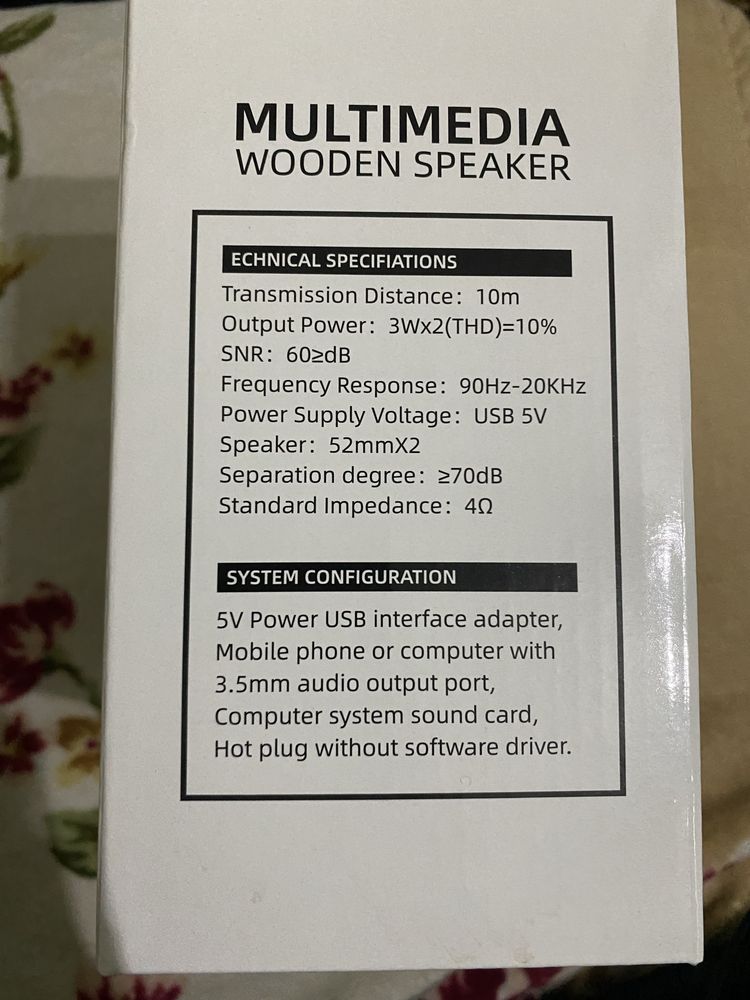 MULTIMEDIA
WOODEN SPEAKER
ECHNICAL SPECIFIATIONS
Transmission Distance: 10m
Output Power: 3Wx2(THD)=10%
SNR: 60≥dB
Frequency Response: 90Hz-20KHz
Power Supply Voltage: USB 5V
Speaker: 52mmX2
Separation degree: ≥70dB
Standard Impedance: 4Ω
SYSTEM CONFIGURATION
5V Power USB interface adapter,
Mobile phone or computer with
3.5mm audio output port,
Computer system sound card,
Hot plug without software driver.